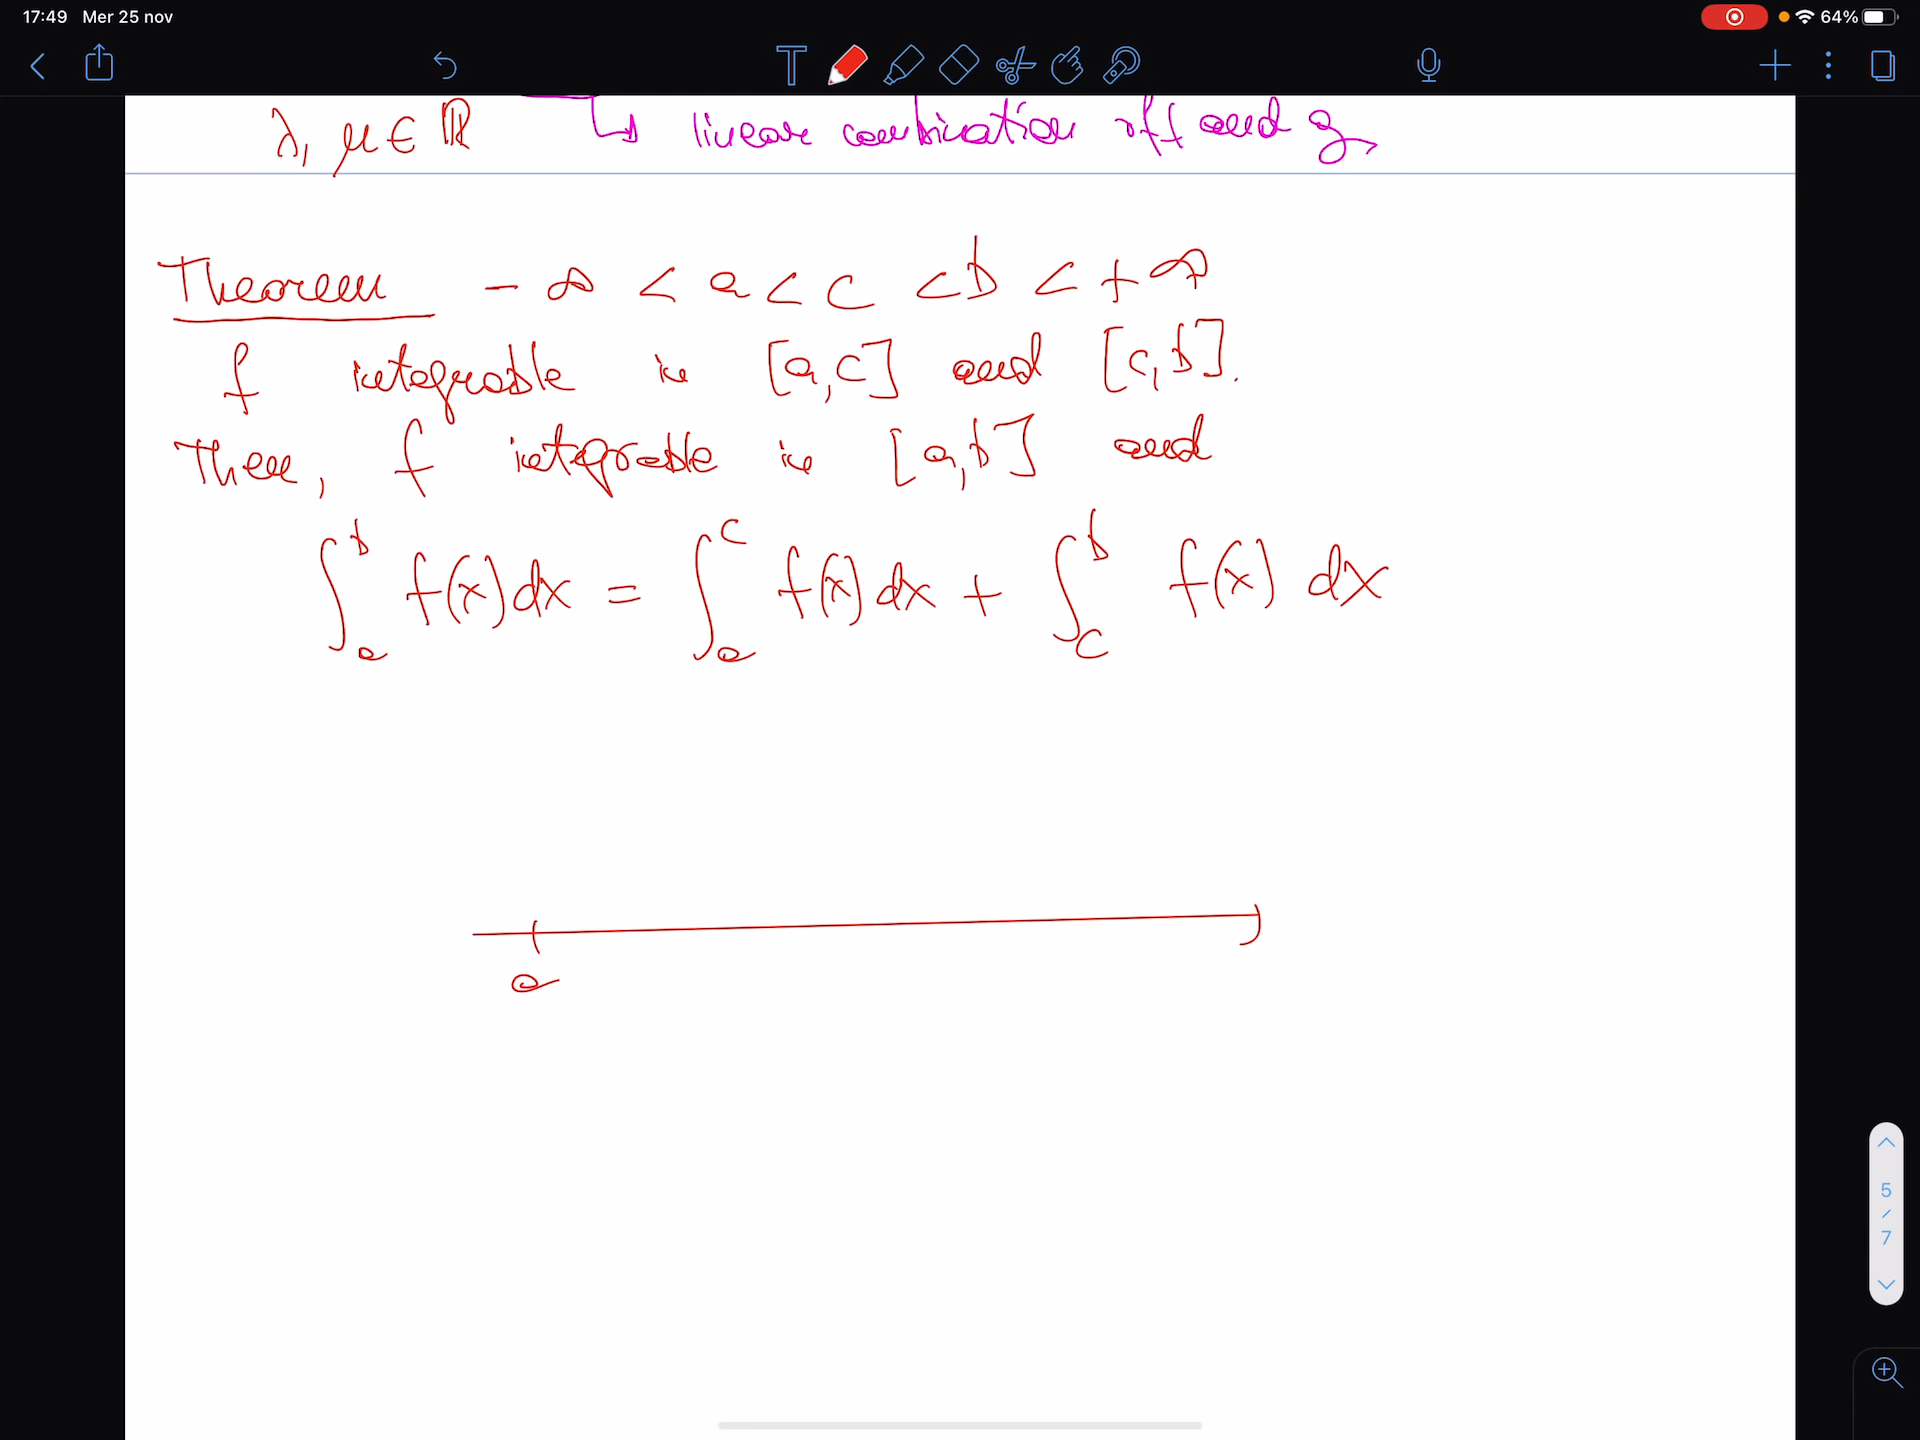 17:49 Mer 25 nov 64%
λ, μ ∈ ℝ ↳ linear combination of f and g,
Theorem - ∞ < a < c < b < + ∞
f integrable in [a,c] and [c,b].
Then, f integrable in [a,b] and
∫_a^b f(x) dx = ∫_a^c f(x) dx + ∫_c^b f(x) dx
a
5
/
7